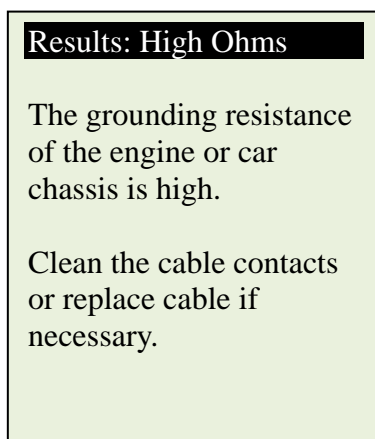 Results: High Ohms
The grounding resistance
of the engine or car
chassis is high.
Clean the cable contacts
or replace cable if
necessary.